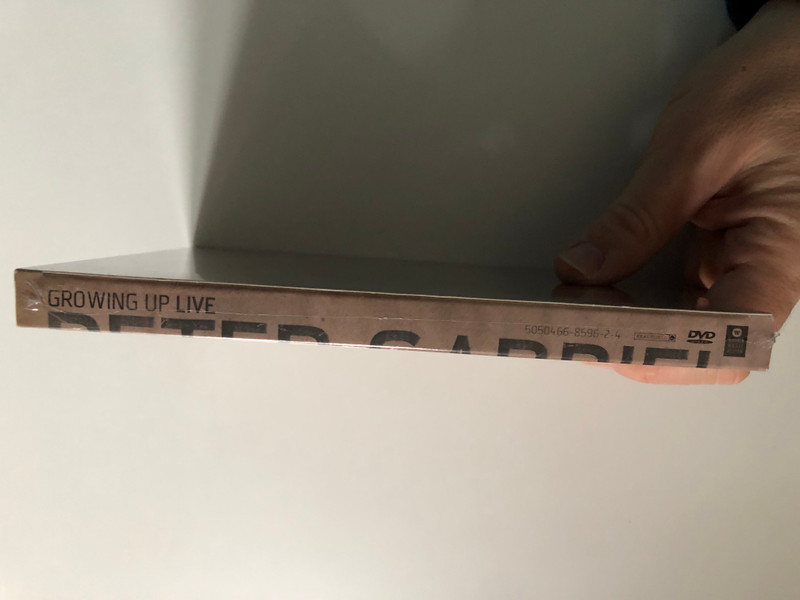 GROWING UP LIVE
PETER GABRIEL
5050466-8596-2-4
DVD